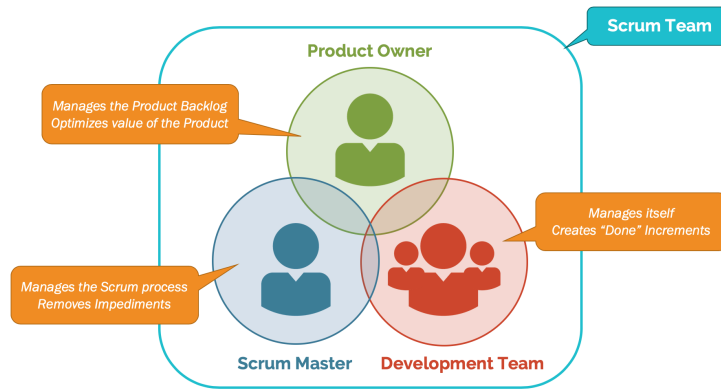 Scrum Team
Product Owner
Manages the Product Backlog
Optimizes value of the Product
Manages itself
Creates “Done” Increments
Manages the Scrum process
Removes Impediments
Scrum Master
Development Team